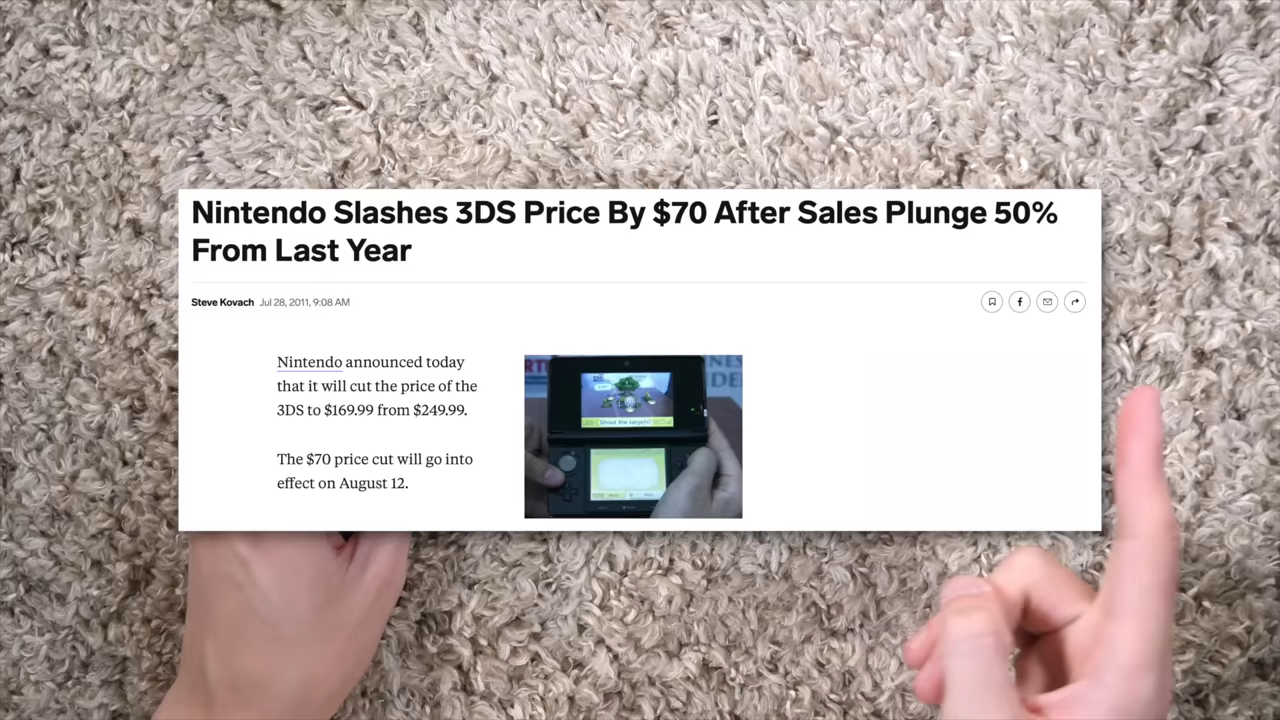 Nintendo Slashes 3DS Price By $70 After Sales Plunge 50%
From Last Year
Steve Kovach Jul 28, 2011, 9:08 AM
Nintendo announced today
that it will cut the price of the
3DS to $169.99 from $249.99.
The $70 price cut will go into
effect on August 12.
Shoot the targets!